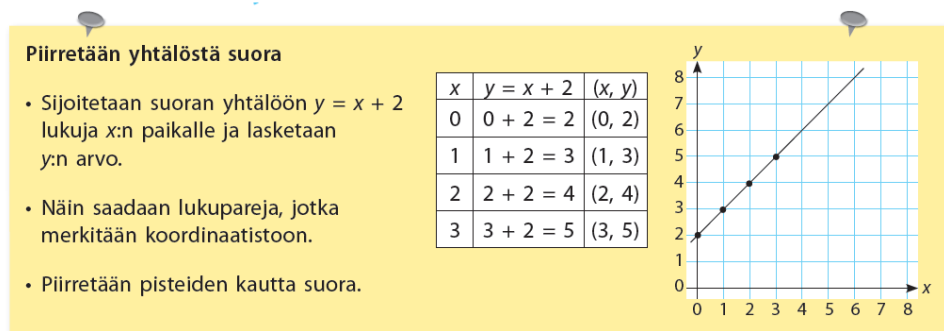 Piirretään yhtälöstä suora
• Sijoitetaan suoran yhtälöön y = x + 2
lukuja x:n paikalle ja lasketaan
y:n arvo.
• Näin saadaan lukupareja, jotka
merkitään koordinaatistoon.
• Piirretään pisteiden kautta suora.
x y = x + 2 (x, y)
0 0 + 2 = 2 (0, 2)
1 1 + 2 = 3 (1, 3)
2 2 + 2 = 4 (2, 4)
3 3 + 2 = 5 (3, 5)
y
8
7
6
5
4
3
2
1
0
x
0 1 2 3 4 5 6 7 8